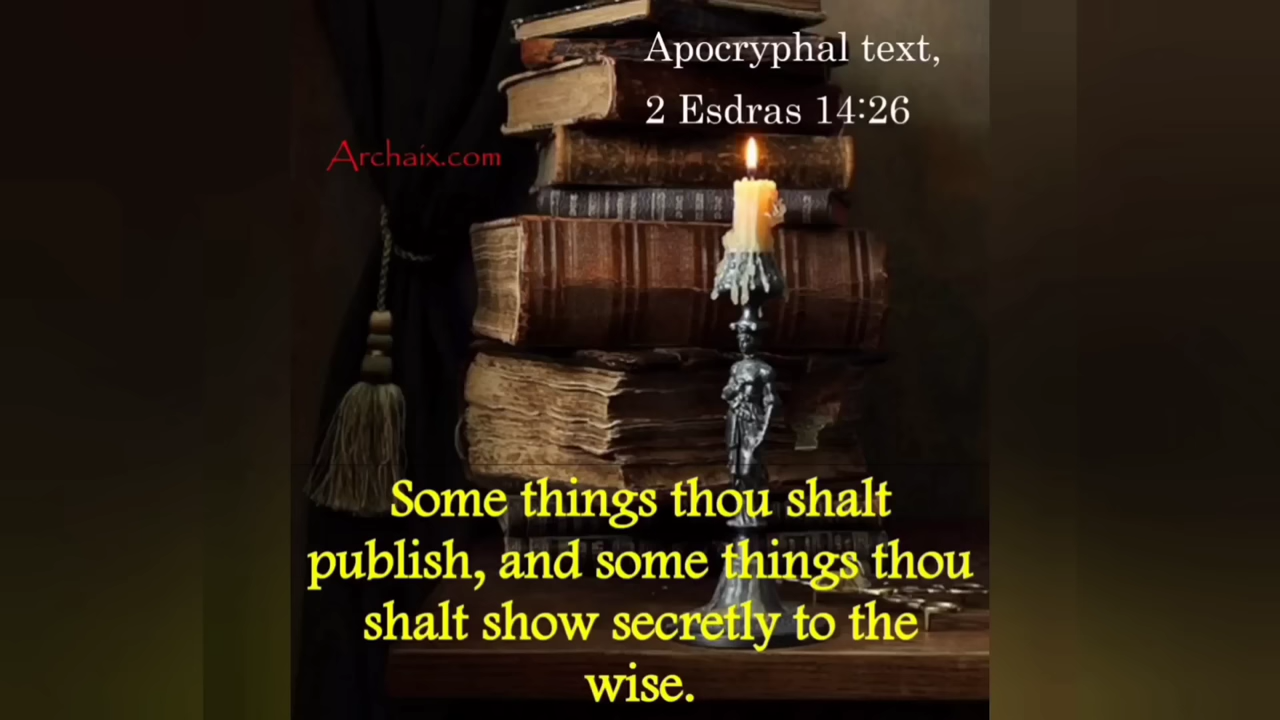 Apocryphal text,
2 Esdras 14:26
Archaix.com
Some things thou shalt
publish, and some things thou
shalt show secretly to the
wise.